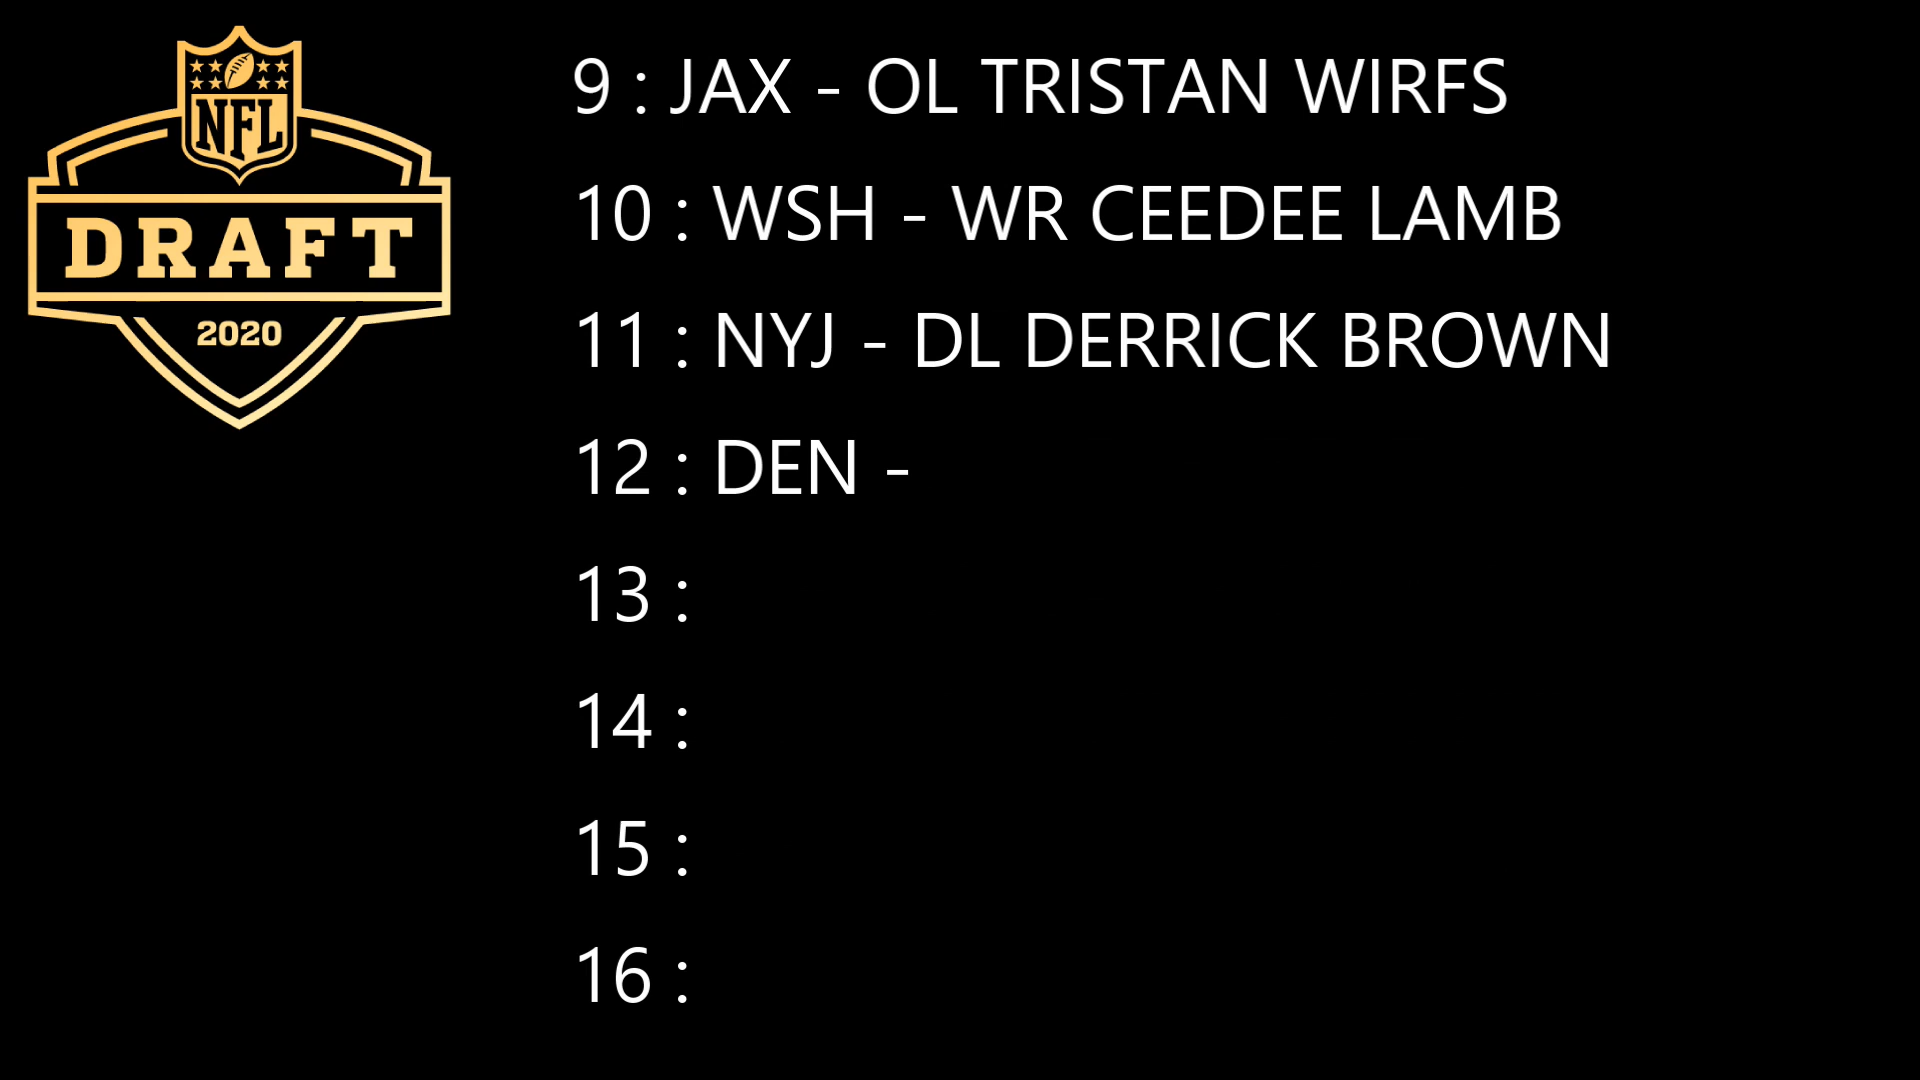 NFL
DRAFT
2020
9 : JAX - OL TRISTAN WIRFS
10 : WSH - WR CEEDEE LAMB
11 : NYJ - DL DERRICK BROWN
12 : DEN -
13 :
14 :
15 :
16 :